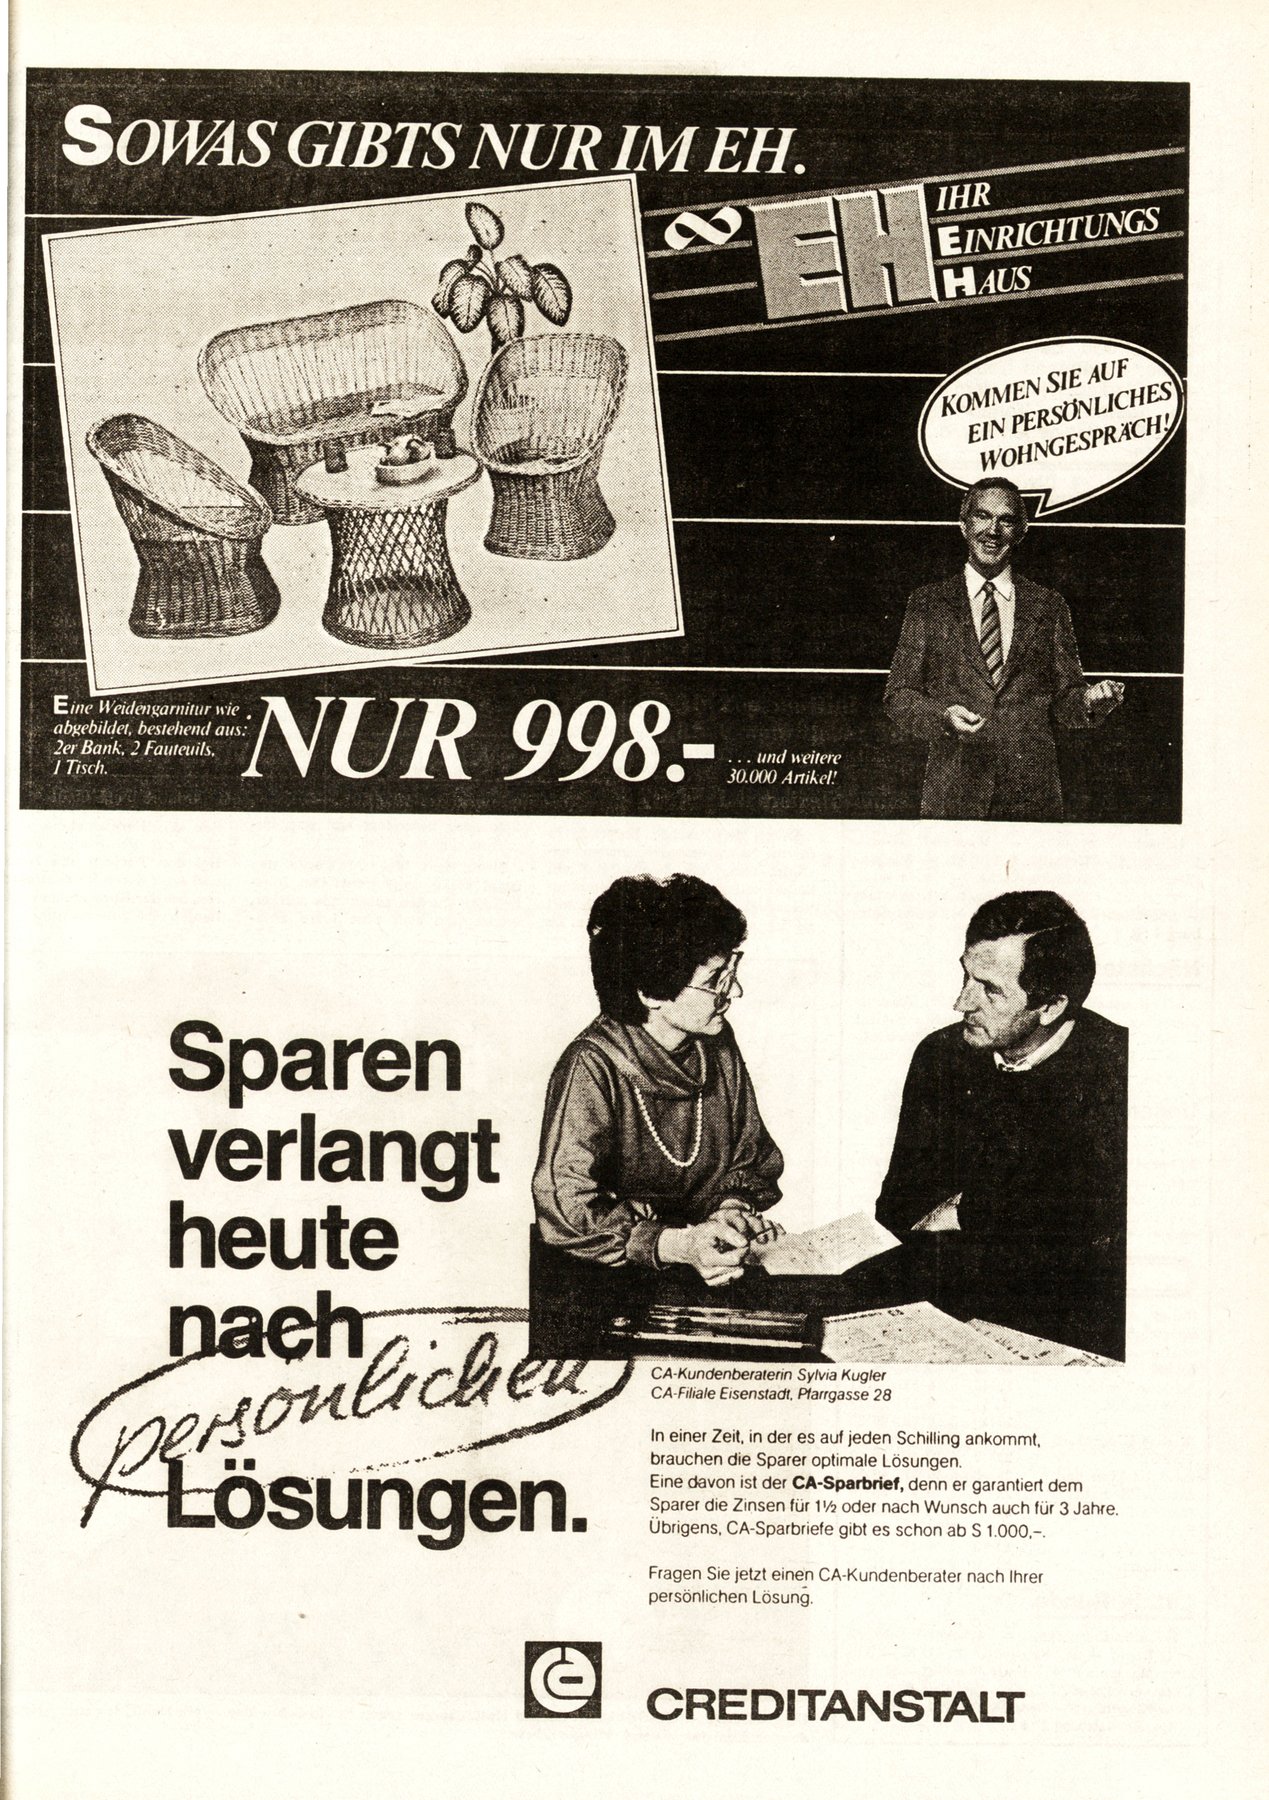 SOWAS GIBTS NUR IM EH.
EH
IHR
EINRICHTUNGS
HAUS
KOMMEN SIE AUF
EIN PERSÖNLICHES
WOHNGESPRÄCH!
Eine Weidengarnitur wie
abgebildet, bestehend aus:
2er Bank, 2 Fauteuils,
1 Tisch.
NUR 998.-
... und weitere
30.000 Artikel!
Sparen
verlangt
heute
nach
persönlichen
Lösungen.
CA-Kundenberaterin Sylvia Kugler
CA-Filiale Eisenstadt, Pfarrgasse 28
In einer Zeit, in der es auf jeden Schilling ankommt,
brauchen die Sparer optimale Lösungen.
Eine davon ist der CA-Sparbrief, denn er garantiert dem
Sparer die Zinsen für 1½ oder nach Wunsch auch für 3 Jahre.
Übrigens, CA-Sparbriefe gibt es schon ab S 1.000,–.
Fragen Sie jetzt einen CA-Kundenberater nach Ihrer
persönlichen Lösung.
CREDITANSTALT